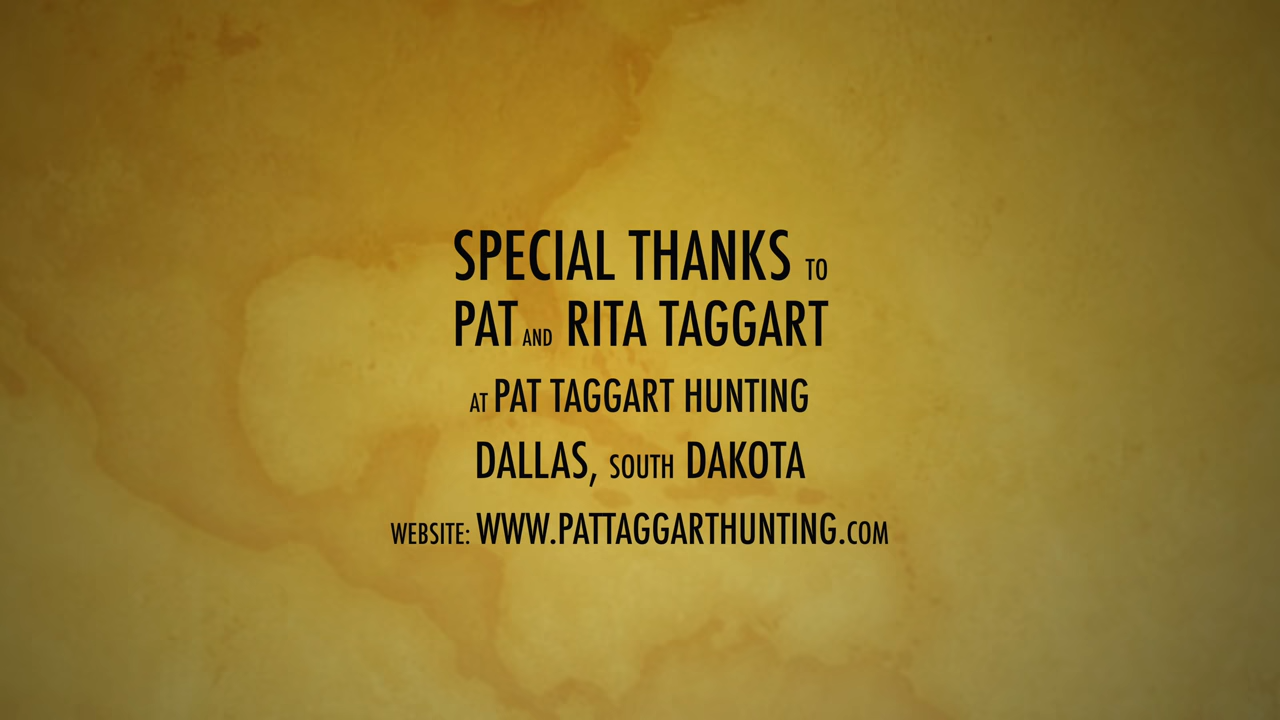 SPECIAL THANKS TO
PAT AND RITA TAGGART
AT PAT TAGGART HUNTING
DALLAS, SOUTH DAKOTA
WEBSITE: WWW.PATTAGGARTHUNTING.COM